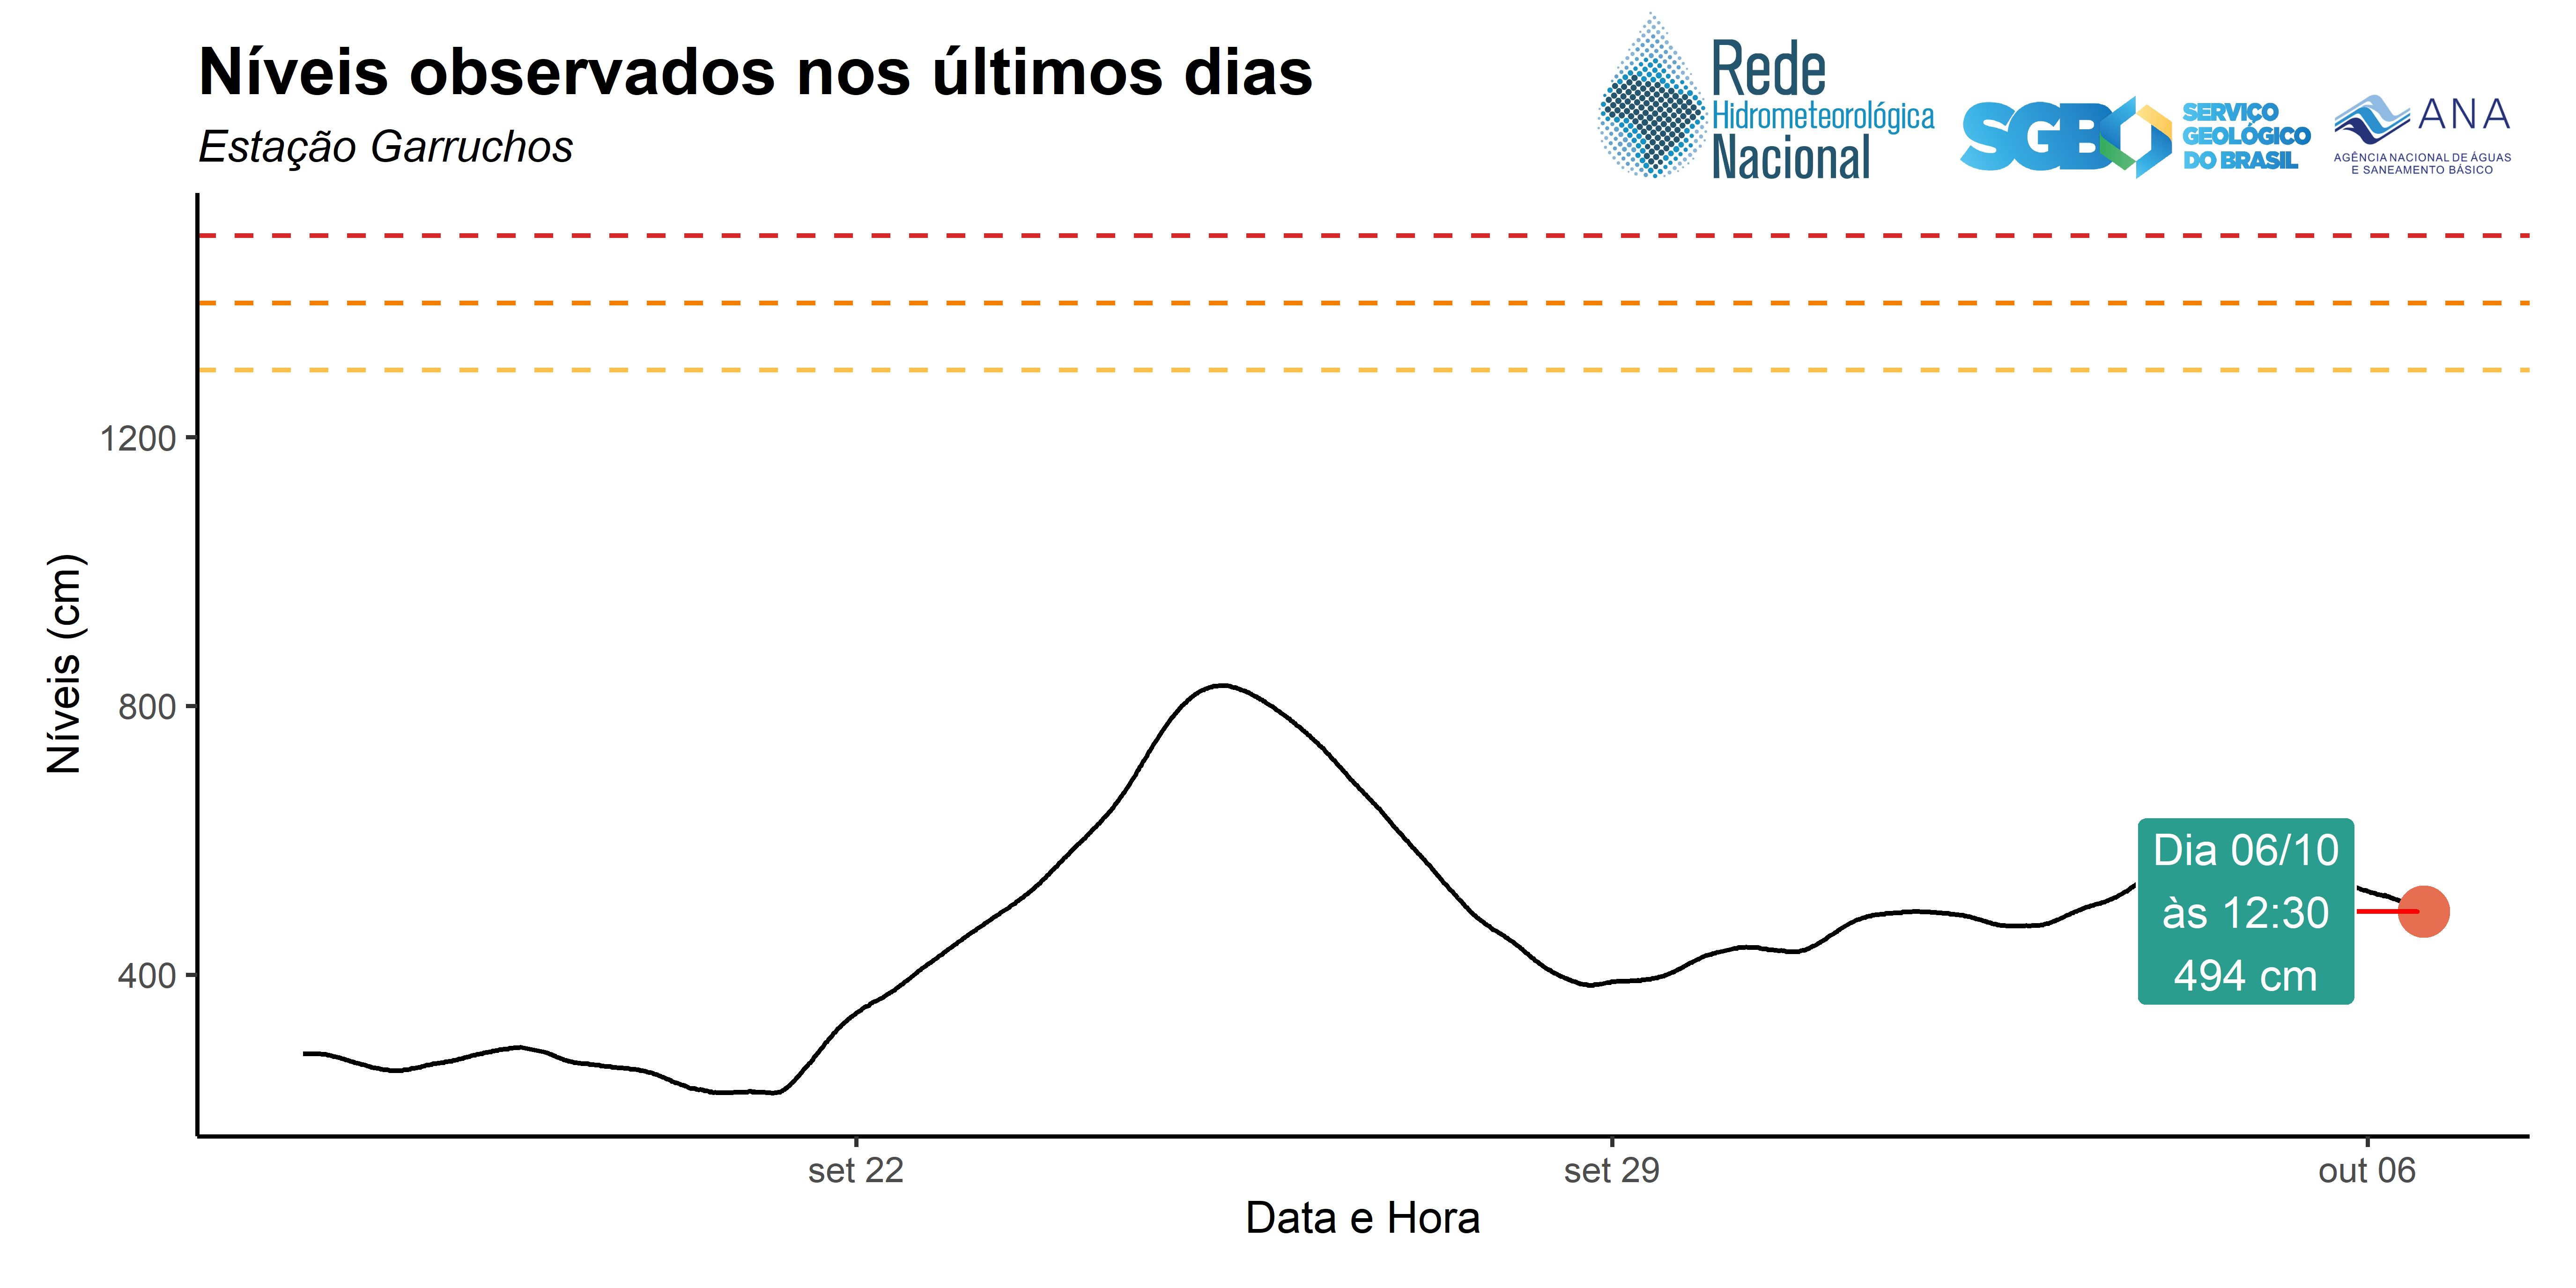 Níveis observados nos últimos dias
Estação Garruchos
Rede
Hidrometeorológica
Nacional
SGB
SERVIÇO
GEOLÓGICO
DO BRASIL
ANA
AGÊNCIA NACIONAL DE ÁGUAS
E SANEAMENTO BÁSICO
Níveis (cm)
1200
800
400
Dia 06/10
às 12:30
494 cm
set 22
set 29
out 06
Data e Hora